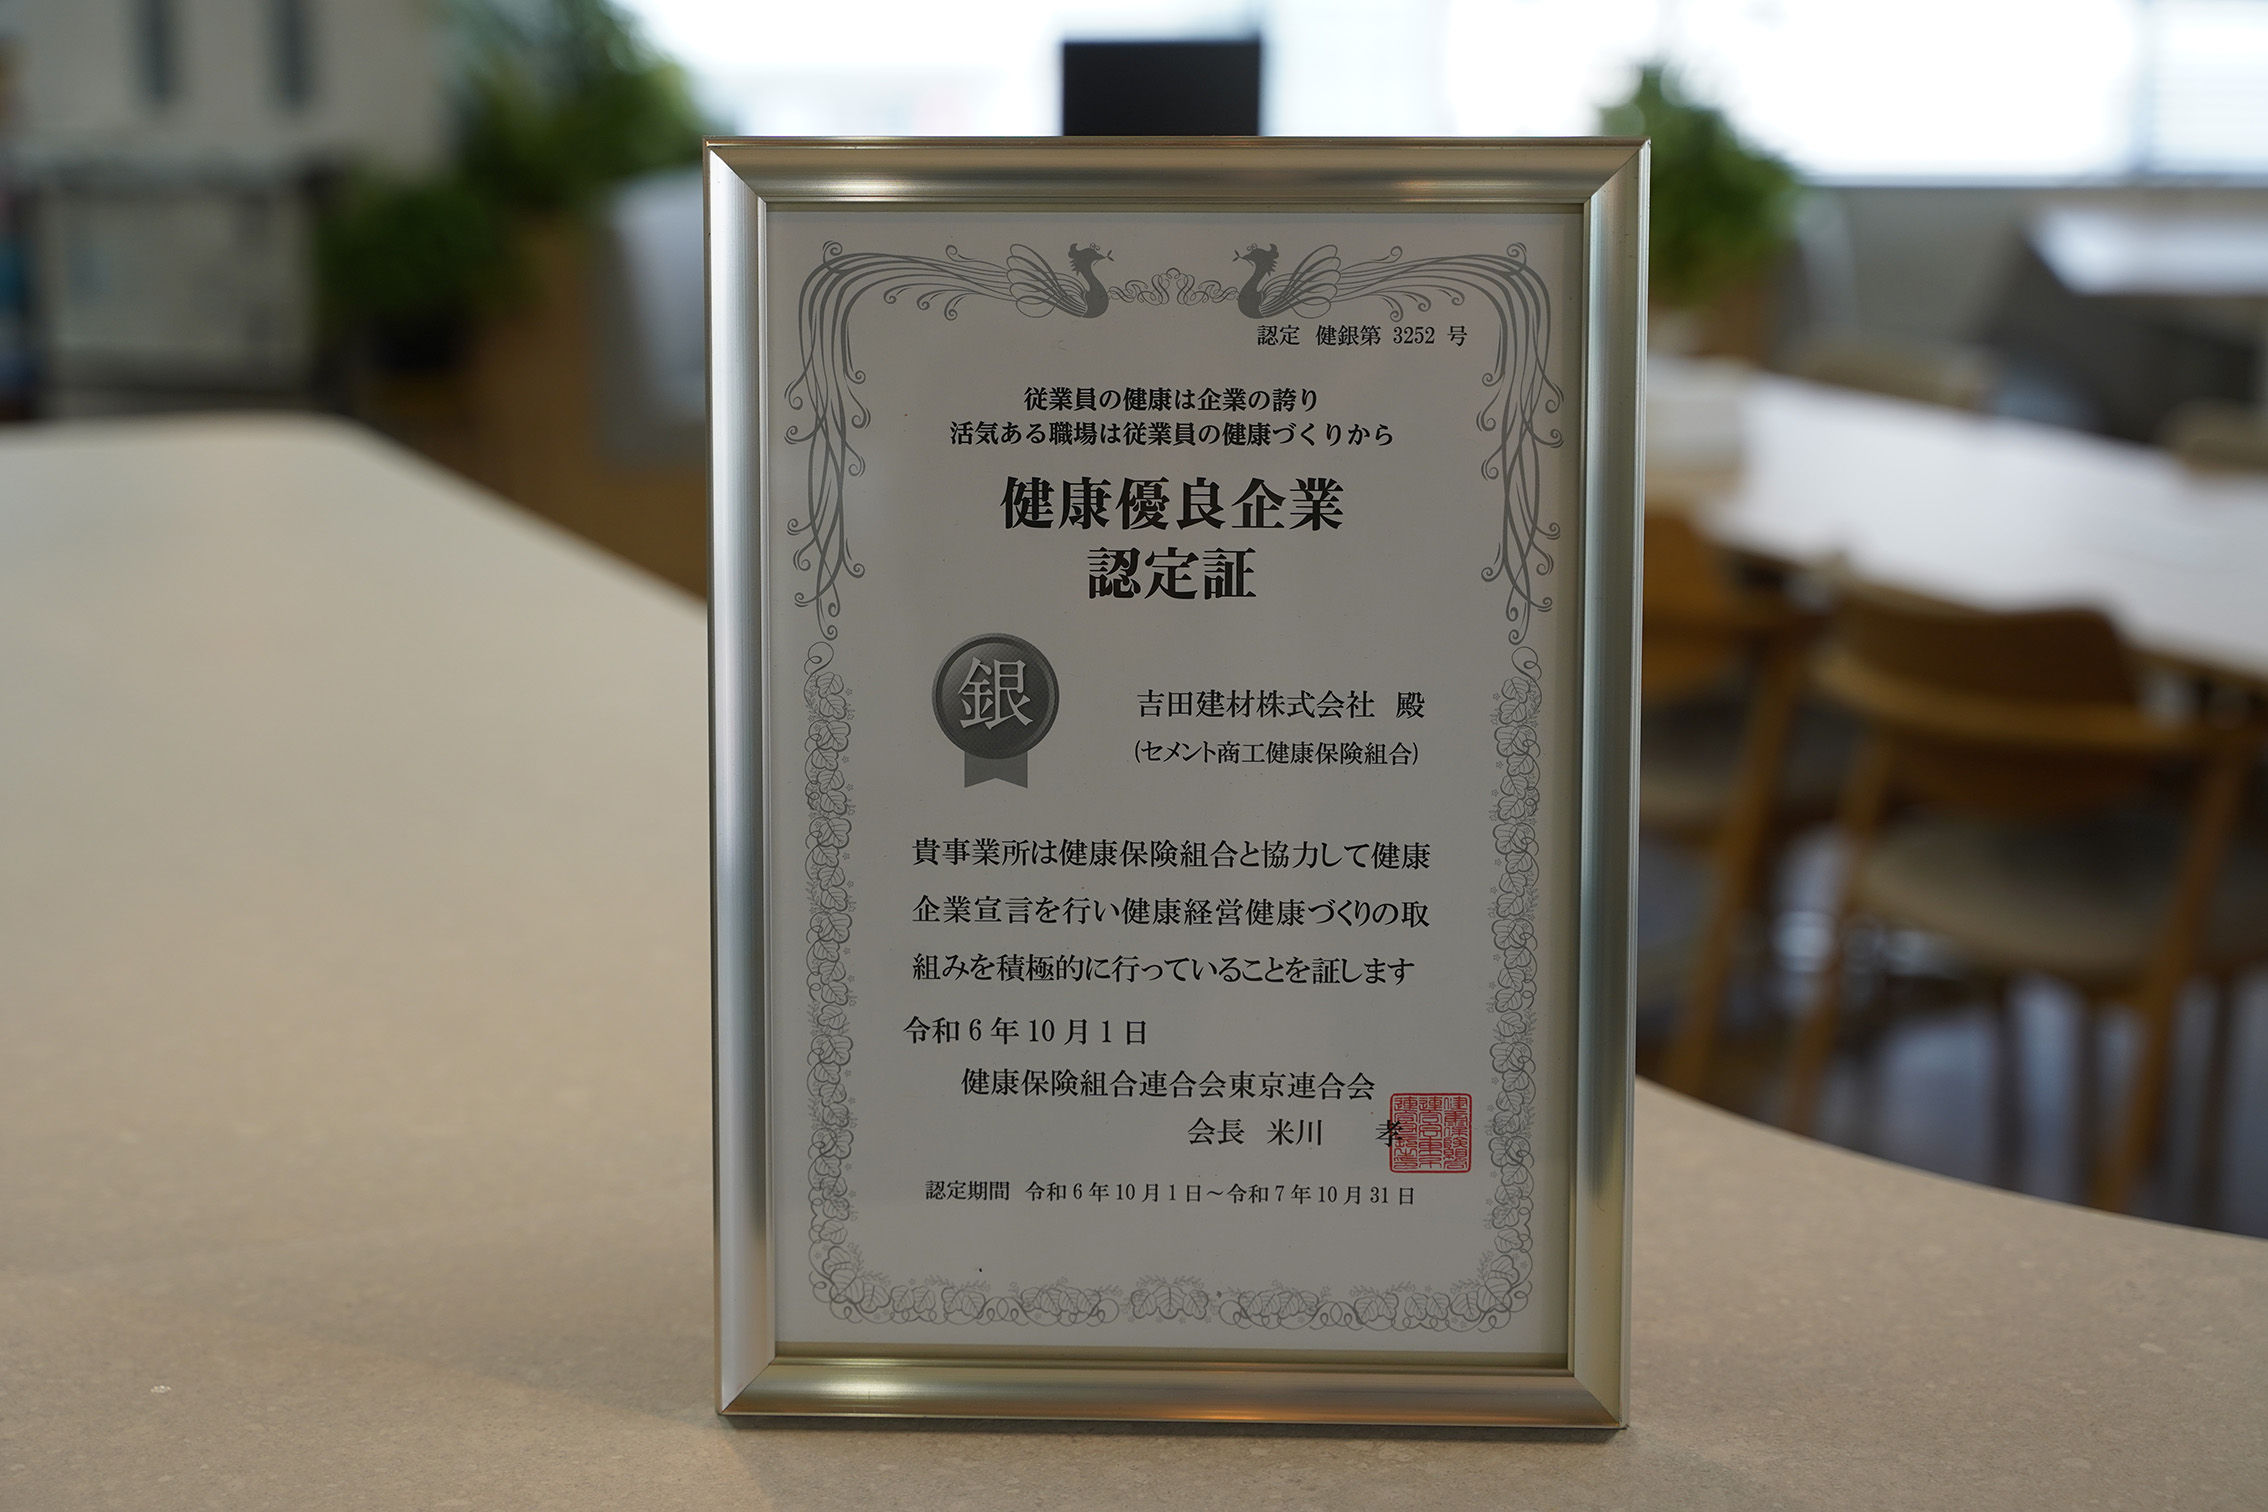 認定 健銀第 3252 号
従業員の健康は企業の誇り
活気ある職場は従業員の健康づくりから
健康優良企業
認定証
銀
吉田建材株式会社 殿
(セメント商工健康保険組合)
貴事業所は健康保険組合と協力して健康
企業宣言を行い健康経営健康づくりの取
組みを積極的に行っていることを証します
令和6年10月1日
健康保険組合連合会東京連合会
会長 米川 孝
認定期間 令和6年10月1日～令和7年10月31日